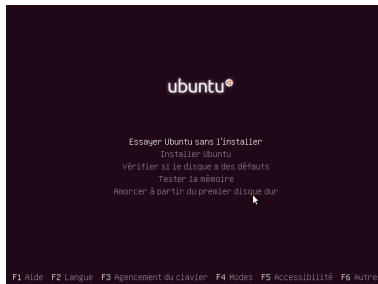 ubuntu
Essayer Ubuntu sans l'installer
Installer Ubuntu
Vérifier si le disque a des défauts
Tester la mémoire
Amorcer à partir du premier disque dur
F1 Aide F2 Langue F3 Agencement du clavier F4 Modes F5 Accessibilité F6 Autre